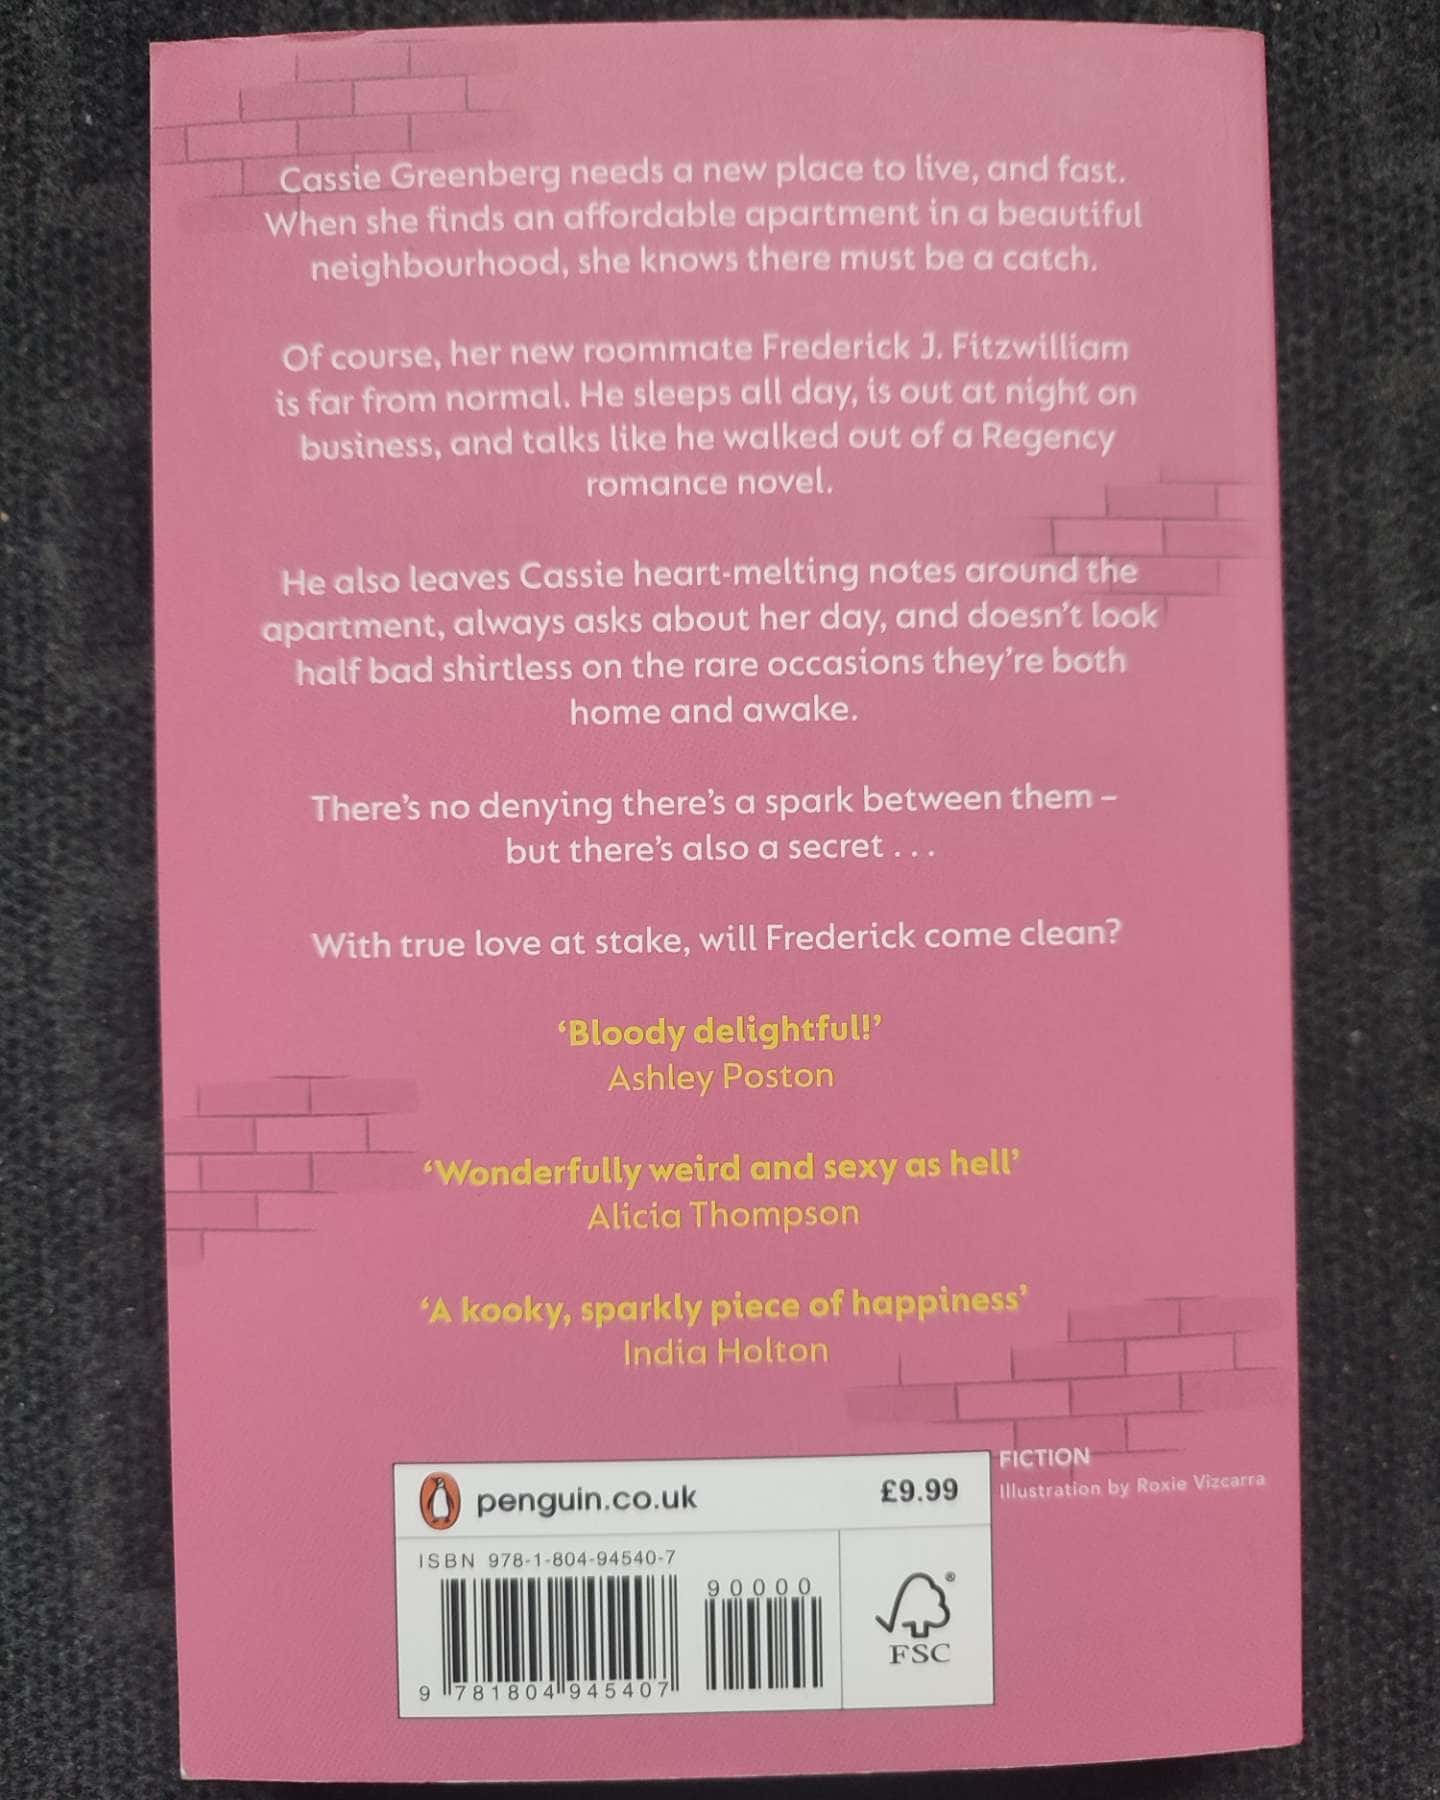 Cassie Greenberg needs a new place to live, and fast.
When she finds an affordable apartment in a beautiful
neighbourhood, she knows there must be a catch.
Of course, her new roommate Frederick J. Fitzwilliam
is far from normal. He sleeps all day, is out at night on
business, and talks like he walked out of a Regency
romance novel.
He also leaves Cassie heart-melting notes around the
apartment, always asks about her day, and doesn't look
half bad shirtless on the rare occasions they're both
home and awake.
There's no denying there's a spark between them –
but there's also a secret . . .
With true love at stake, will Frederick come clean?
'Bloody delightful!'
Ashley Poston
'Wonderfully weird and sexy as hell'
Alicia Thompson
'A kooky, sparkly piece of happiness'
India Holton
FICTION
Illustration by Roxie Vizcarra
penguin.co.uk
£9.99
ISBN 978-1-804-94540-7
90000
9 781804 945407
® FSC